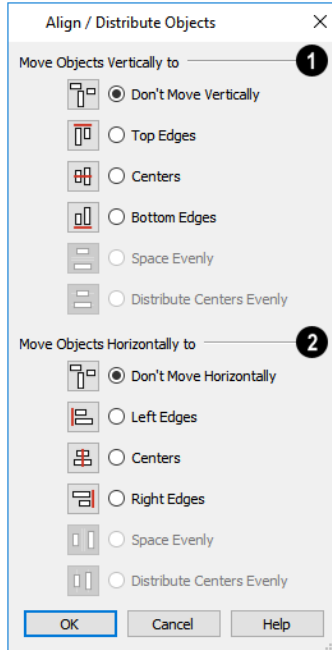 Align / Distribute Objects
Move Objects Vertically to
1
Don't Move Vertically
Top Edges
Centers
Bottom Edges
Space Evenly
Distribute Centers Evenly
Move Objects Horizontally to
2
Don't Move Horizontally
Left Edges
Centers
Right Edges
Space Evenly
Distribute Centers Evenly
OK Cancel Help